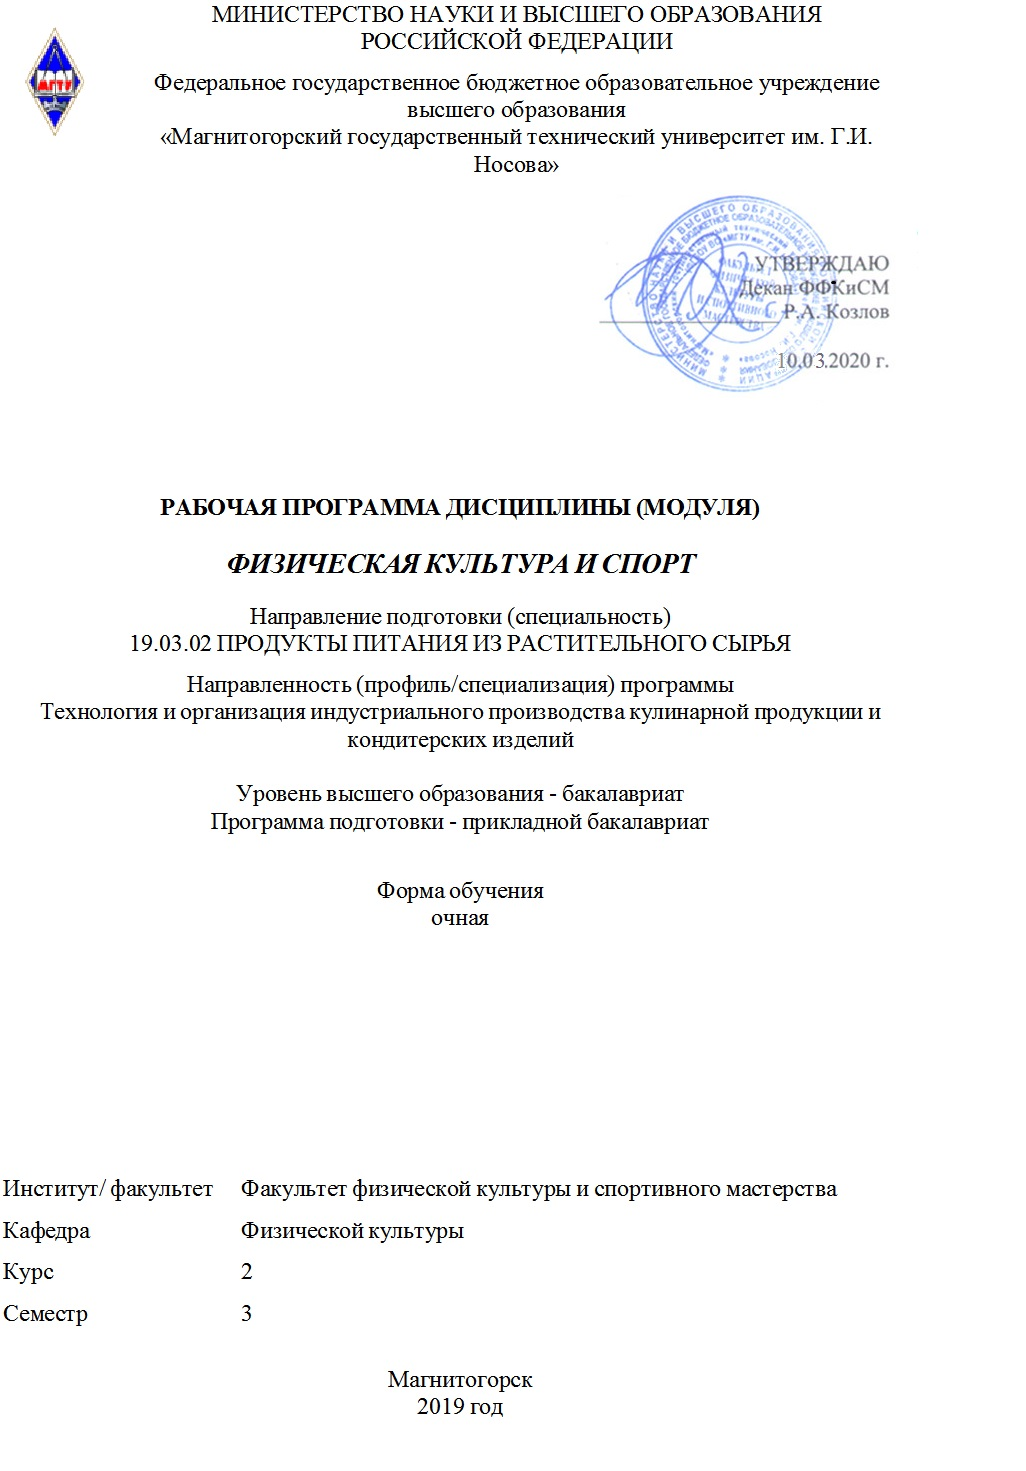 МИНИСТЕРСТВО НАУКИ И ВЫСШЕГО ОБРАЗОВАНИЯ
РОССИЙСКОЙ ФЕДЕРАЦИИ
МГТУ
Федеральное государственное бюджетное образовательное учреждение
высшего образования
«Магнитогорский государственный технический университет им. Г.И.
Носова»
УТВЕРЖДАЮ
Декан ФФКиСМ
Р.А. Козлов
10.03.2020 г.
РАБОЧАЯ ПРОГРАММА ДИСЦИПЛИНЫ (МОДУЛЯ)
ФИЗИЧЕСКАЯ КУЛЬТУРА И СПОРТ
Направление подготовки (специальность)
19.03.02 ПРОДУКТЫ ПИТАНИЯ ИЗ РАСТИТЕЛЬНОГО СЫРЬЯ
Направленность (профиль/специализация) программы
Технология и организация индустриального производства кулинарной продукции и
кондитерских изделий
Уровень высшего образования - бакалавриат
Программа подготовки - прикладной бакалавриат
Форма обучения
очная
Институт/ факультет Факультет физической культуры и спортивного мастерства
Кафедра Физической культуры
Курс 2
Семестр 3
Магнитогорск
2019 год